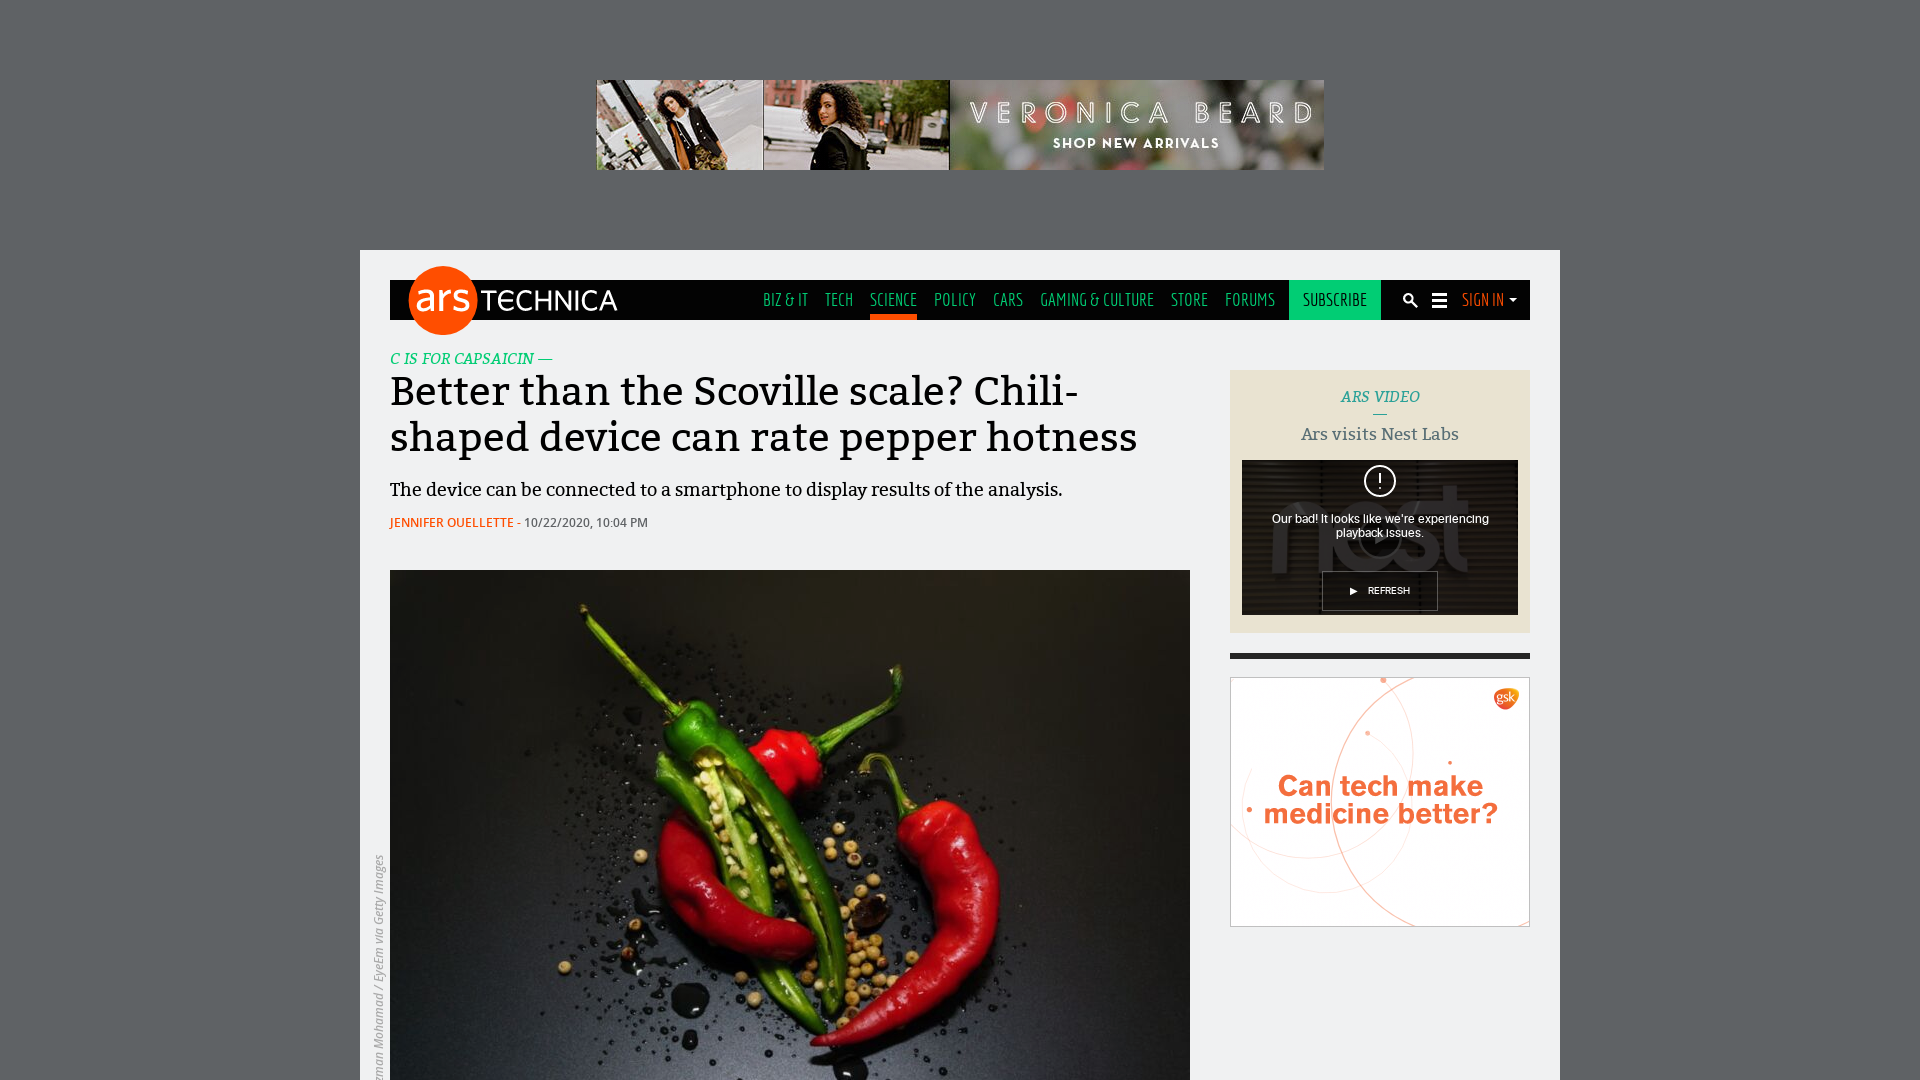 VERONICA BEARD
SHOP NEW ARRIVALS
ars TECHNICA
BIZ & IT TECH SCIENCE POLICY CARS GAMING & CULTURE STORE FORUMS SUBSCRIBE SIGN IN
C IS FOR CAPSAICIN —
Better than the Scoville scale? Chili-
shaped device can rate pepper hotness
The device can be connected to a smartphone to display results of the analysis.
JENNIFER OUELLETTE - 10/22/2020, 10:04 PM
ARS VIDEO
—
Ars visits Nest Labs
nest
Our bad! It looks like we're experiencing
playback issues.
REFRESH
gsk
Can tech make
medicine better?
Mohamad / EyeEm via Getty Images